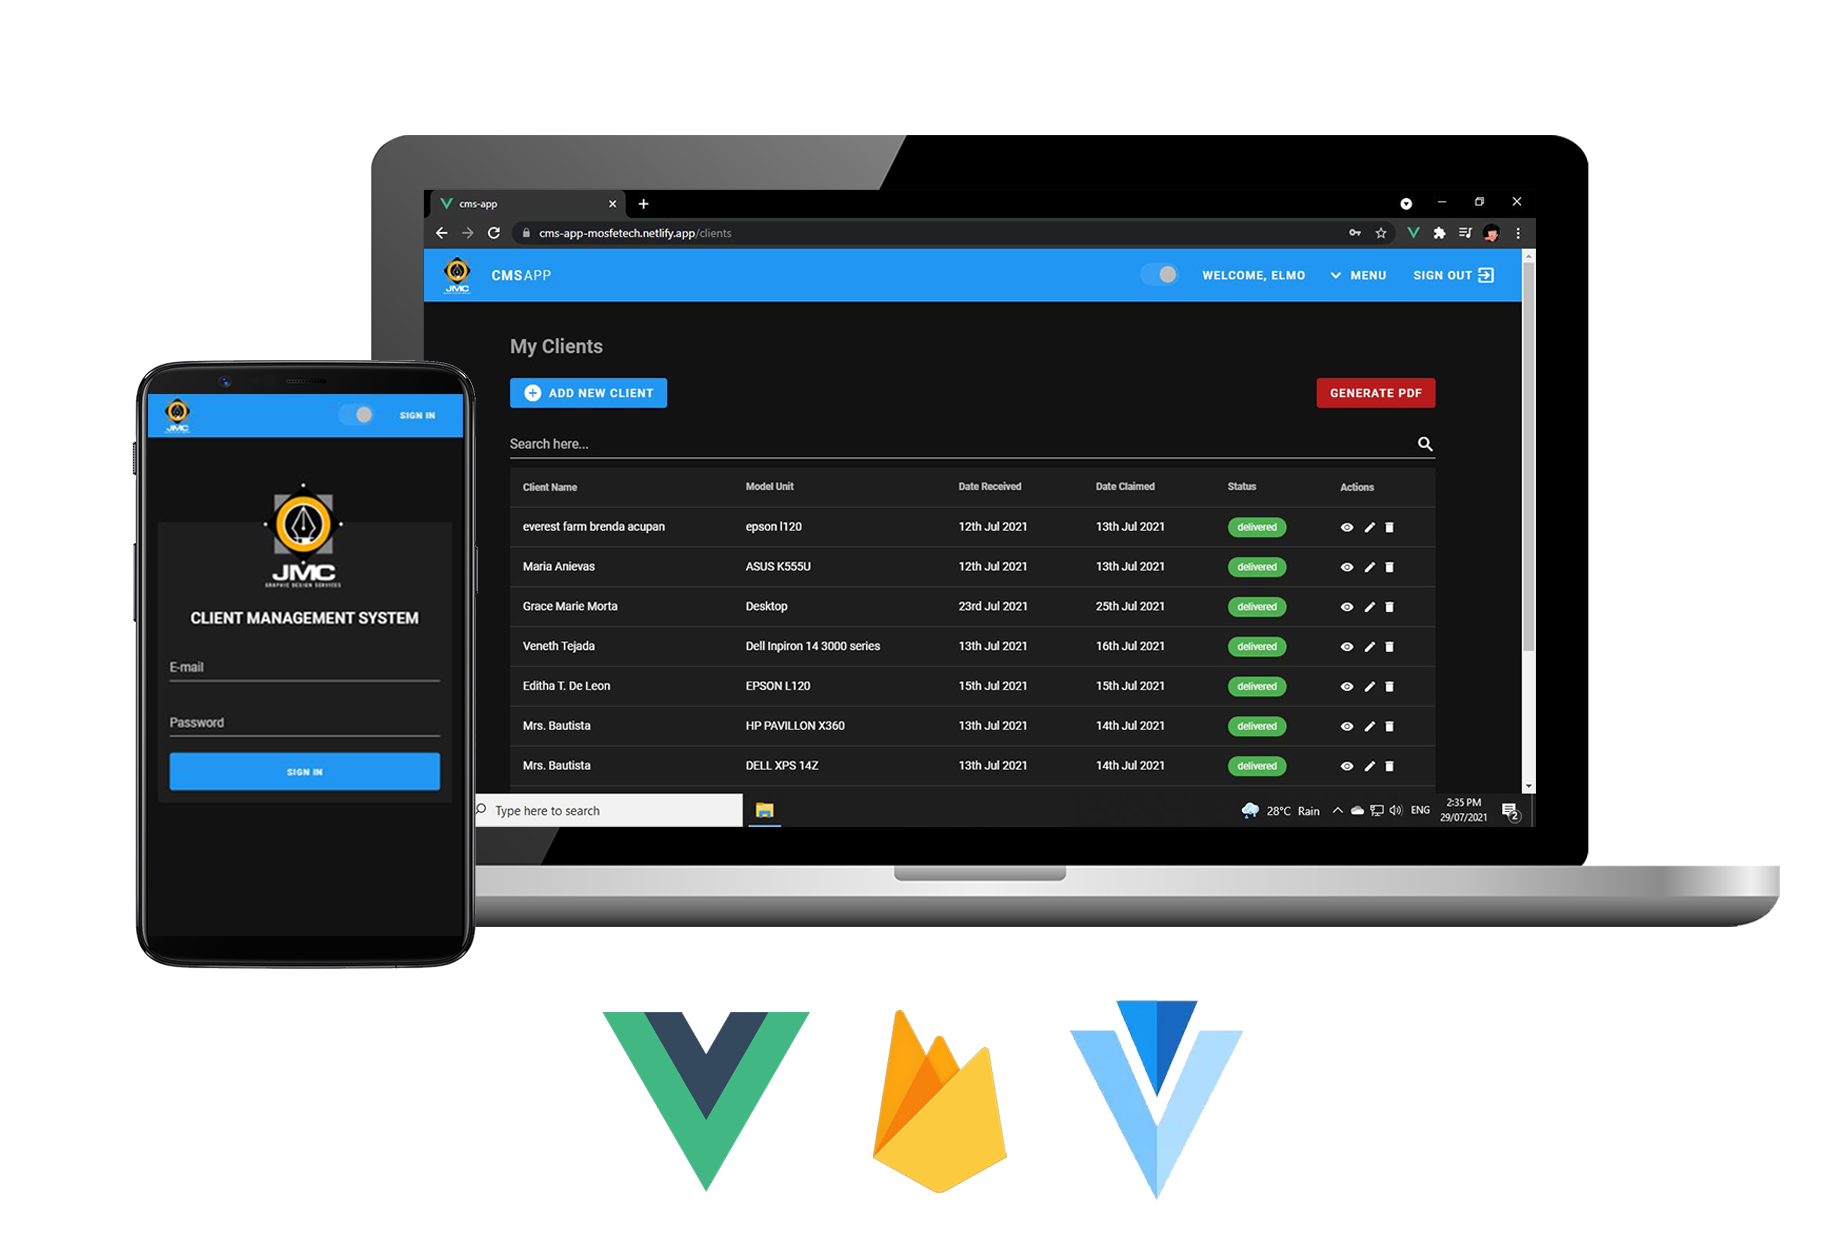 cms-app
cms-app-mosfetech.netlify.app/clients
JMC
CMSAPP
WELCOME, ELMO
MENU
SIGN OUT
My Clients
ADD NEW CLIENT
GENERATE PDF
Search here...
Client Name Model Unit Date Received Date Claimed Status Actions
everest farm brenda acupan epson l120 12th Jul 2021 13th Jul 2021 delivered
Maria Anievas ASUS K555U 12th Jul 2021 13th Jul 2021 delivered
Grace Marie Morta Desktop 23rd Jul 2021 25th Jul 2021 delivered
Veneth Tejada Dell Inpiron 14 3000 series 13th Jul 2021 16th Jul 2021 delivered
Editha T. De Leon EPSON L120 15th Jul 2021 15th Jul 2021 delivered
Mrs. Bautista HP PAVILLON X360 13th Jul 2021 14th Jul 2021 delivered
Mrs. Bautista DELL XPS 14Z 13th Jul 2021 14th Jul 2021 delivered
Type here to search
28°C Rain
ENG
2:35 PM
29/07/2021
2
JMC
SIGN IN
JMC
GRAPHIC DESIGN SERVICES
CLIENT MANAGEMENT SYSTEM
E-mail
Password
SIGN IN